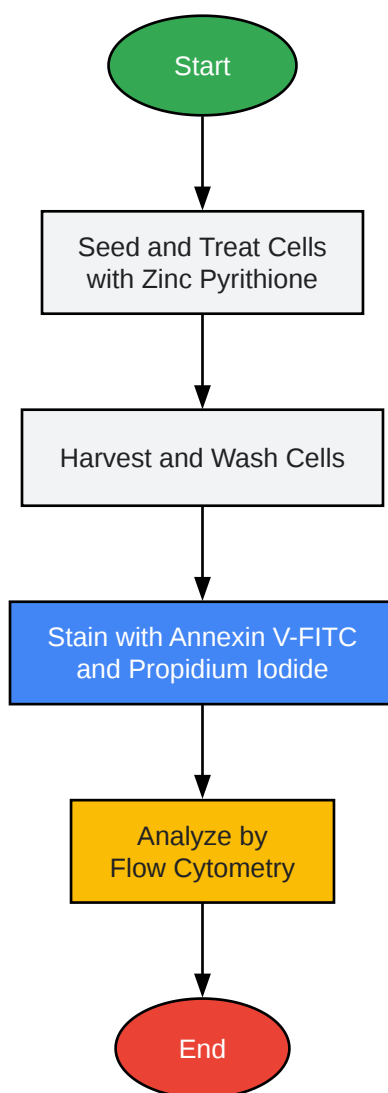 Start
Seed and Treat Cells
with Zinc Pyrithione
Harvest and Wash Cells
Stain with Annexin V-FITC
and Propidium Iodide
Analyze by
Flow Cytometry
End